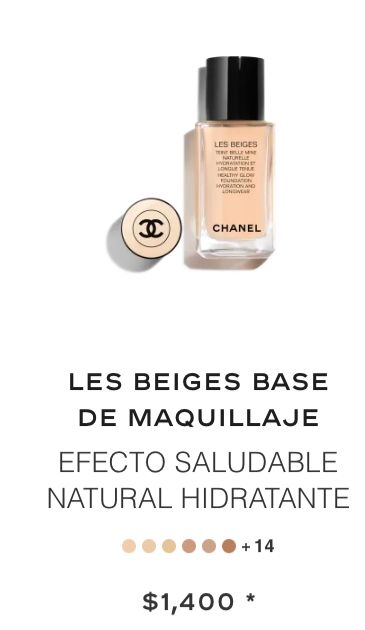 LES BEIGES
TEINT BELLE MINE
NATURELLE
HYDRATATION ET
LONGUE TENUE
HEALTHY GLOW
FOUNDATION
HYDRATION AND
LONGWEAR
CHANEL
LES BEIGES BASE
DE MAQUILLAJE
EFECTO SALUDABLE
NATURAL HIDRATANTE
+ 14
$1,400 *